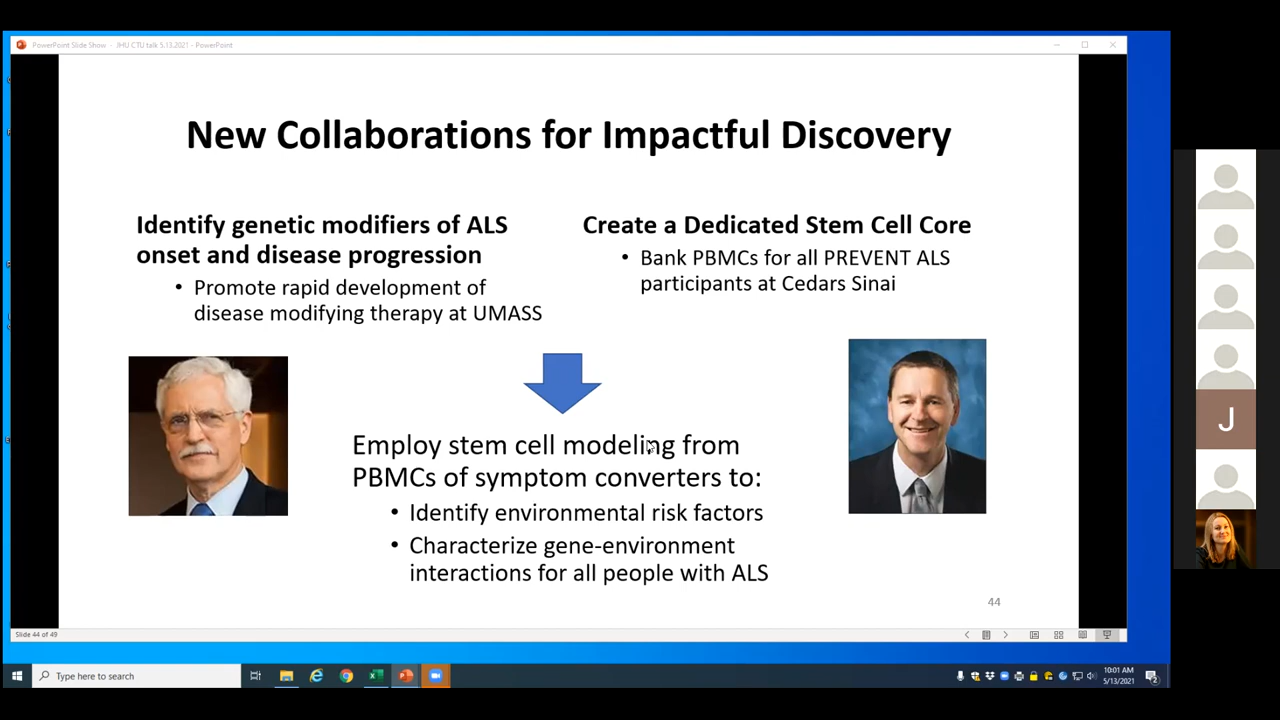 PowerPoint Slide Show - JHU CTU talk 5.13.2021 - PowerPoint
New Collaborations for Impactful Discovery
Identify genetic modifiers of ALS
onset and disease progression
• Promote rapid development of
disease modifying therapy at UMASS
Create a Dedicated Stem Cell Core
• Bank PBMCs for all PREVENT ALS
participants at Cedars Sinai
Employ stem cell modeling from
PBMCs of symptom converters to:
• Identify environmental risk factors
• Characterize gene-environment
interactions for all people with ALS
44
J
Slide 44 of 49
Type here to search
10:01 AM
5/13/2021
2